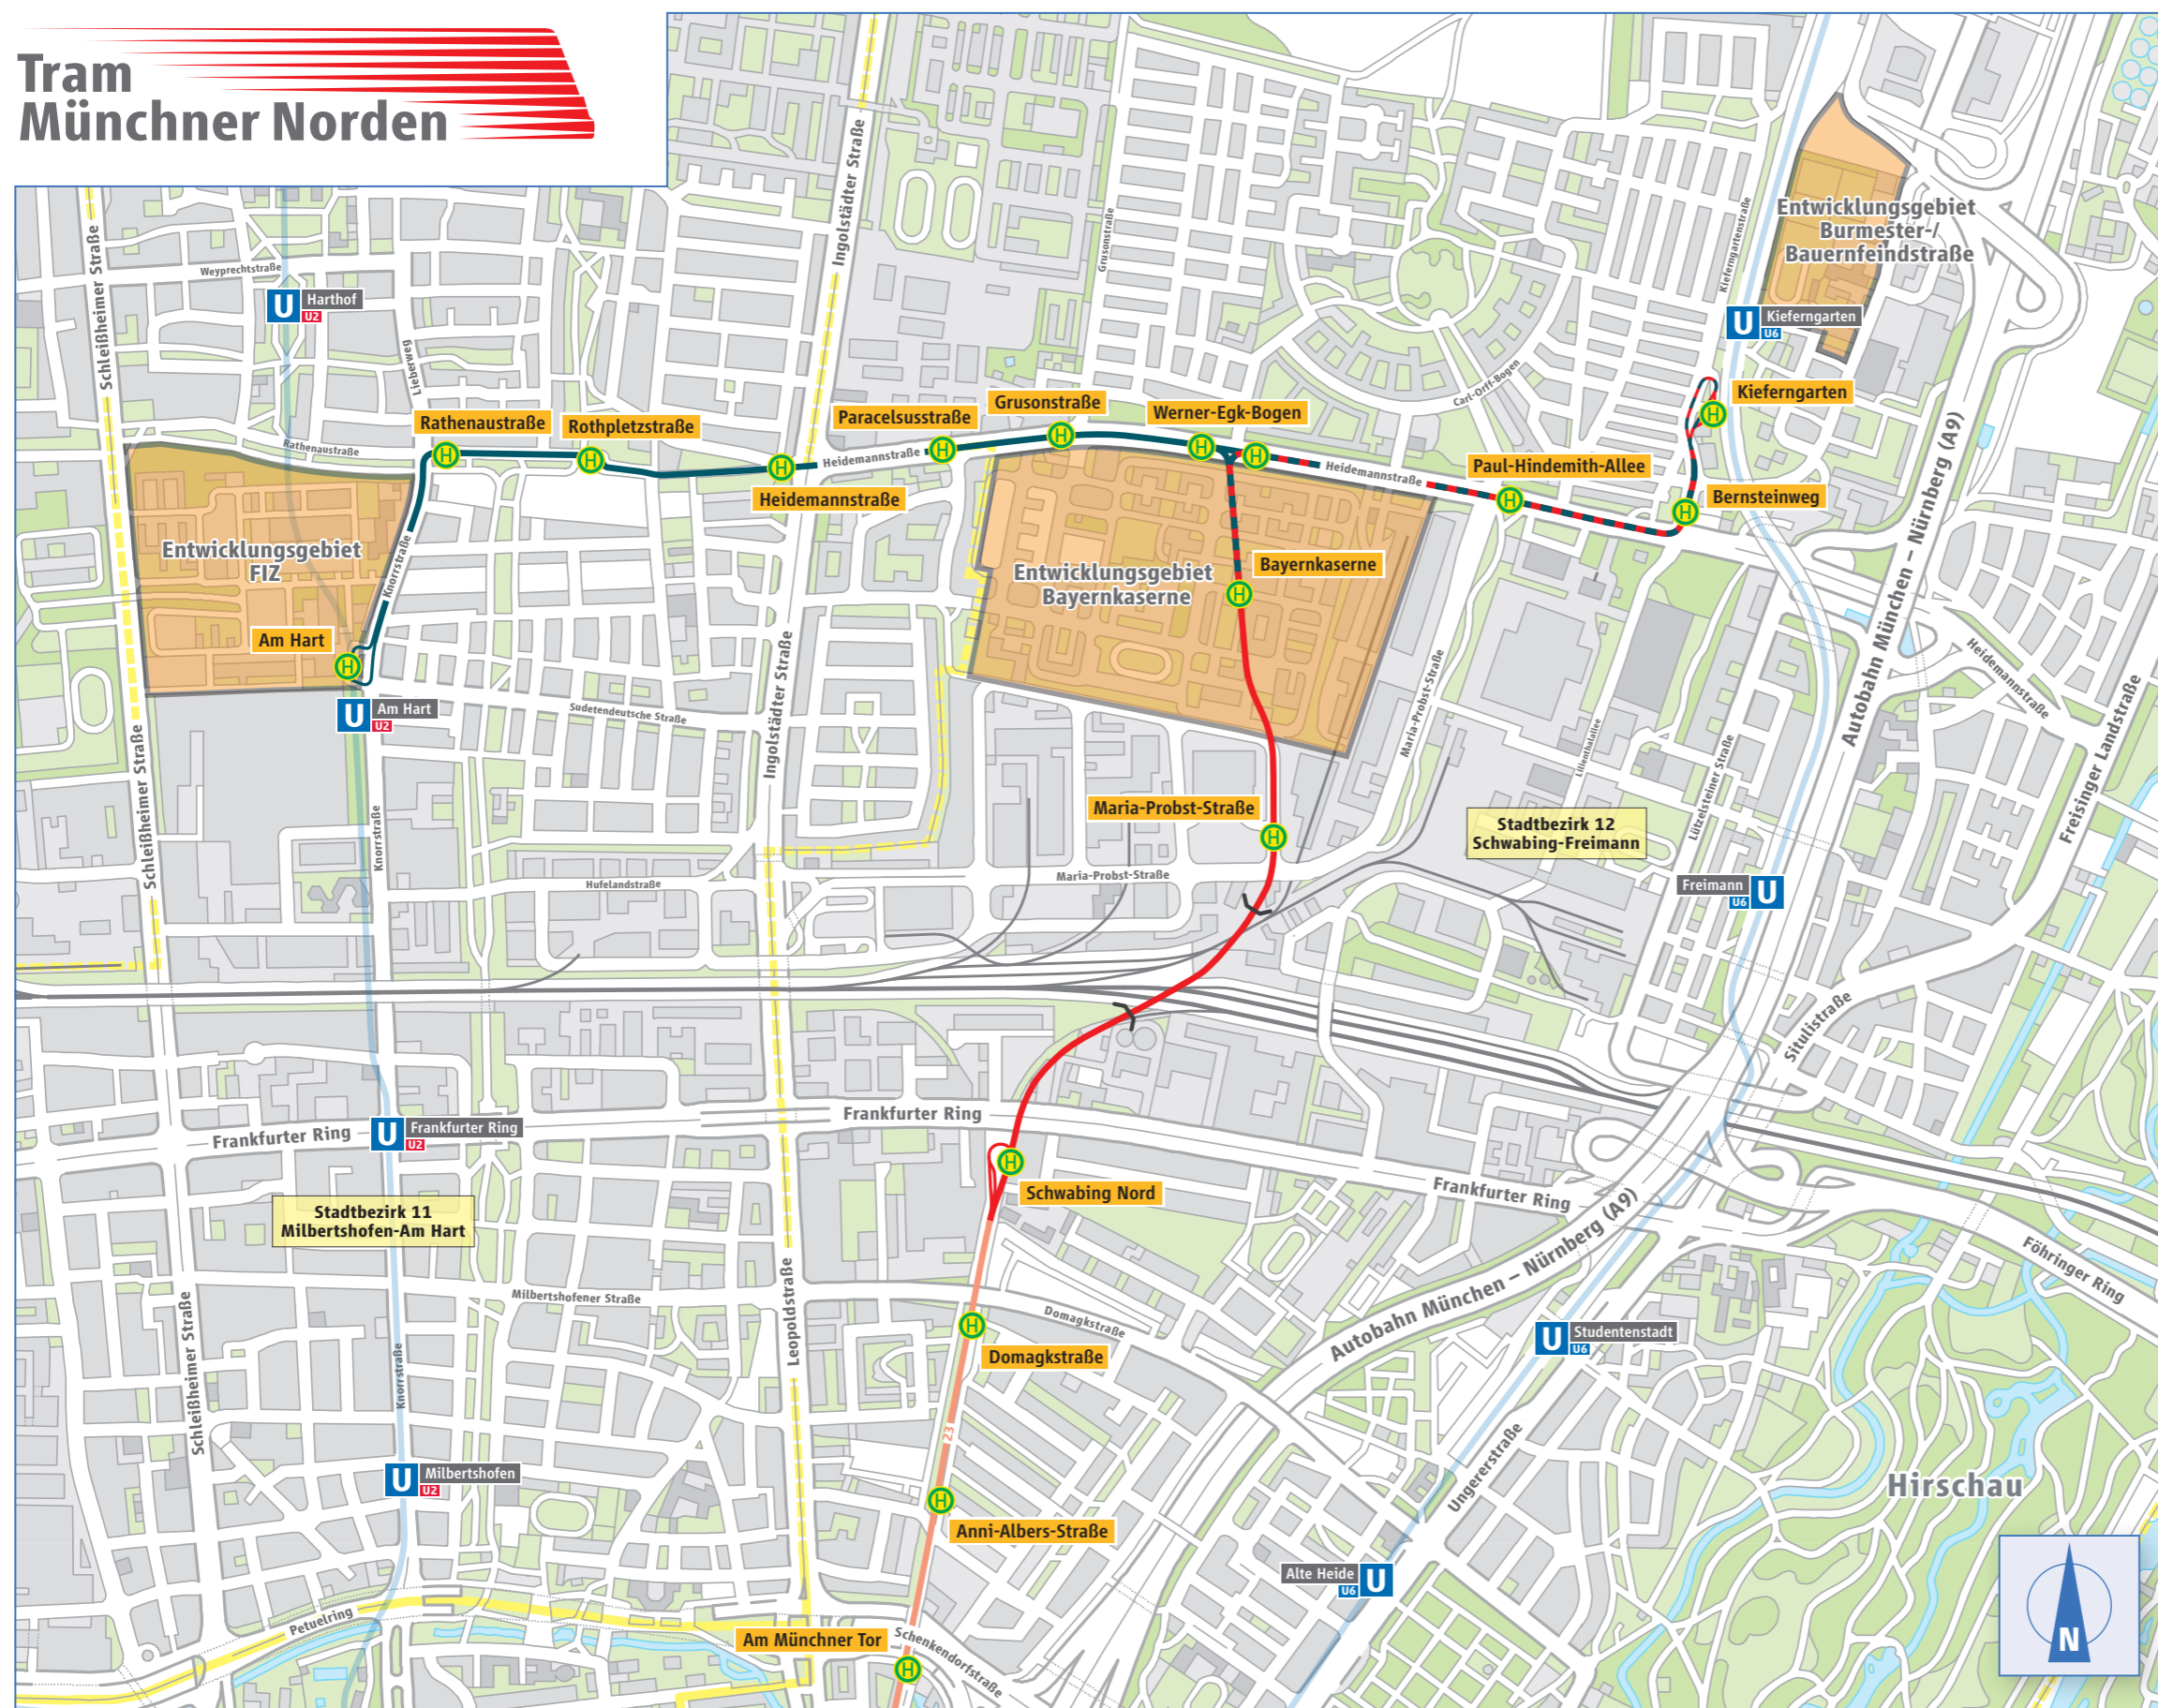 Tram
Münchner Norden
Schleißheimer Straße
Weyprechtstraße
U Harthof
U2
Lieberweg
Ingolstädter Straße
Grusonstraße
Kieferngartenstraße
Entwicklungsgebiet
Burmester-/
Bauernfeindstraße
U Kieferngarten
U6
Carl-Orff-Bogen
Rathenaustraße
Rathenaustraße
H
Rothpletzstraße
H
Heidemannstraße
H
Heidemannstraße
Paracelsusstraße
H
Grusonstraße
H
Werner-Egk-Bogen
H
H
Heidemannstraße
Paul-Hindemith-Allee
H
Bernsteinweg
H
Kieferngarten
H
Entwicklungsgebiet
FIZ
Knorrstraße
Am Hart
H
U Am Hart
U2
Sudetendeutsche Straße
Entwicklungsgebiet
Bayernkaserne
Bayernkaserne
H
Ingolstädter Straße
Maria-Probst-Straße
Lilienthalallee
Lützelsteiner Straße
Autobahn München – Nürnberg (A9)
Heidemannstraße
Freisinger Landstraße
Schleißheimer Straße
Knorrstraße
Hufelandstraße
Maria-Probst-Straße
H
Maria-Probst-Straße
Stadtbezirk 12
Schwabing-Freimann
Freimann U
U6
Situlistraße
Frankfurter Ring
U Frankfurter Ring
U2
Frankfurter Ring
Frankfurter Ring
H
Schwabing Nord
Stadtbezirk 11
Milbertshofen-Am Hart
Autobahn München – Nürnberg (A9)
Föhringer Ring
Schleißheimer Straße
Milbertshofener Straße
Leopoldstraße
Domagkstraße
H
Domagkstraße
U Studentenstadt
U6
Knorrstraße
23
Ungererstraße
Hirschau
U Milbertshofen
U2
H
Anni-Albers-Straße
Alte Heide U
U6
Petuelring
Am Münchner Tor
H
Schenkendorfstraße
N